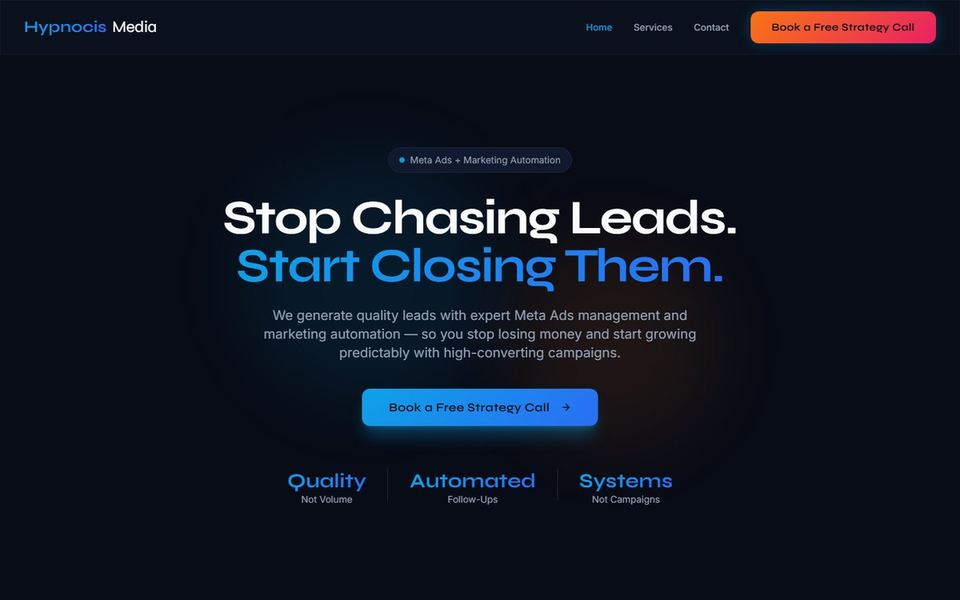 Hypnocis Media
Home
Services
Contact
Book a Free Strategy Call
Meta Ads + Marketing Automation
Stop Chasing Leads.
Start Closing Them.
We generate quality leads with expert Meta Ads management and
marketing automation — so you stop losing money and start growing
predictably with high-converting campaigns.
Book a Free Strategy Call →
Quality
Not Volume
Automated
Follow-Ups
Systems
Not Campaigns